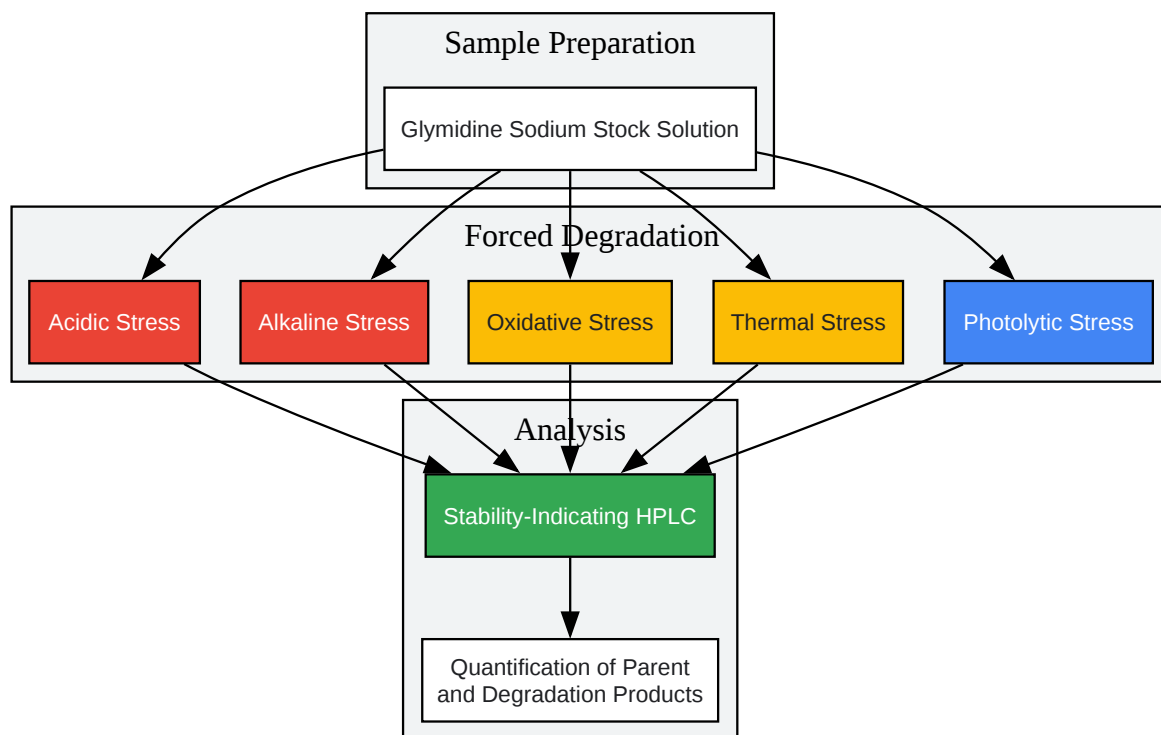 Sample Preparation
Glymidine Sodium Stock Solution
Forced Degradation
Acidic Stress
Alkaline Stress
Oxidative Stress
Thermal Stress
Photolytic Stress
Analysis
Stability-Indicating HPLC
Quantification of Parent
and Degradation Products